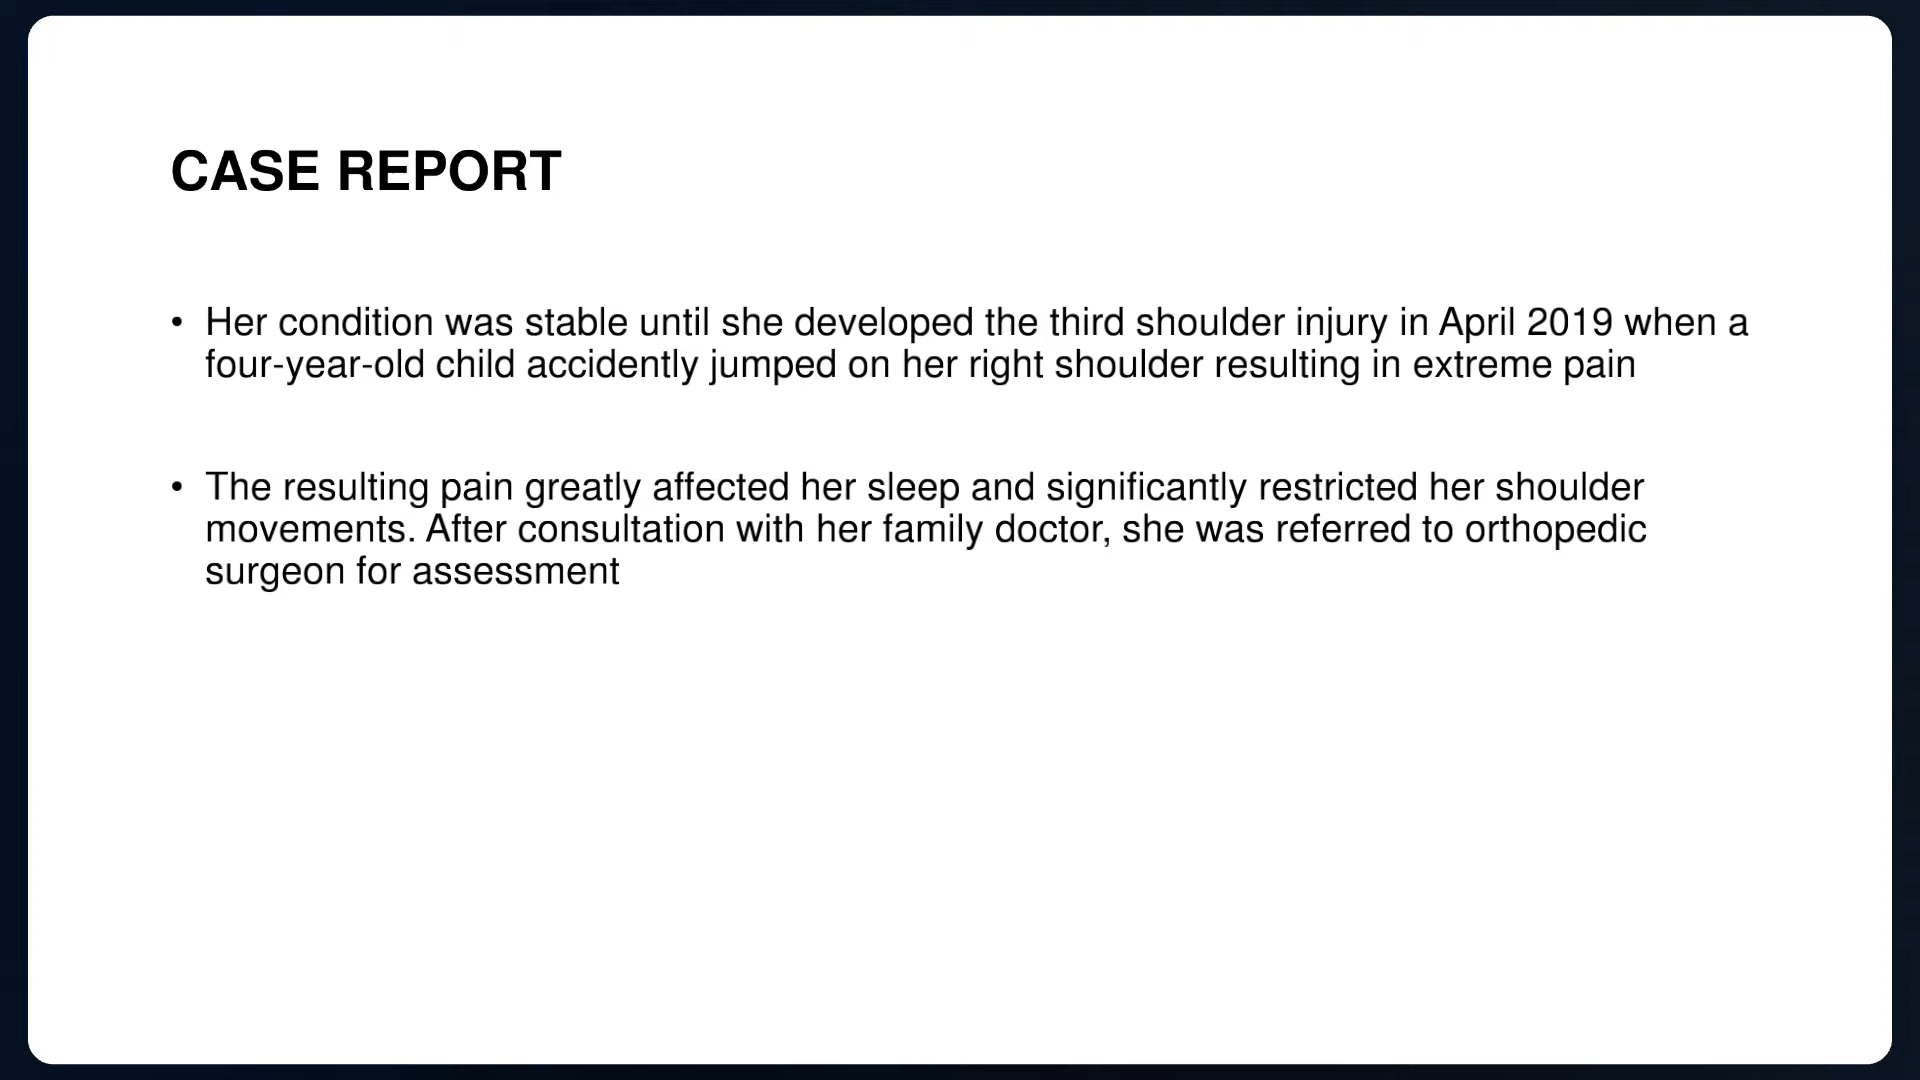 CASE REPORT
• Her condition was stable until she developed the third shoulder injury in April 2019 when a
four-year-old child accidently jumped on her right shoulder resulting in extreme pain
• The resulting pain greatly affected her sleep and significantly restricted her shoulder
movements. After consultation with her family doctor, she was referred to orthopedic
surgeon for assessment